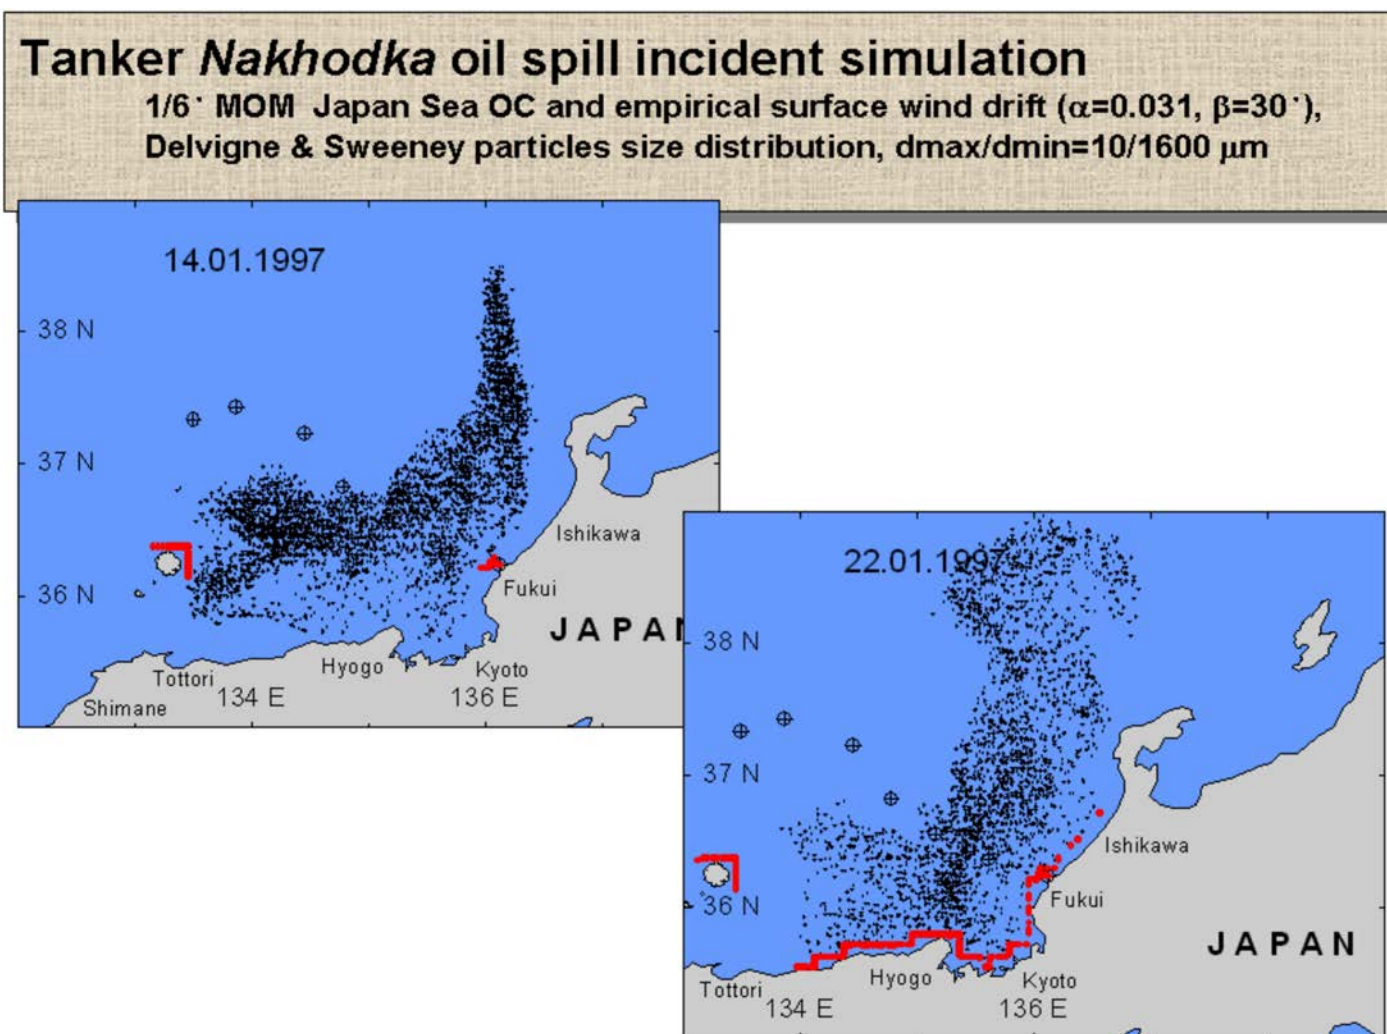 Tanker Nakhodka oil spill incident simulation
1/6˙ MOM Japan Sea OC and empirical surface wind drift (α=0.031, β=30˙),
Delvigne & Sweeney particles size distribution, dmax/dmin=10/1600 μm
14.01.1997
38 N
37 N
Ishikawa
36 N
Fukui
JAPAN
Hyogo
Kyoto
Tottori
134 E
136 E
Shimane
22.01.1997
38 N
37 N
Ishikawa
36 N
Fukui
JAPAN
Hyogo
Kyoto
Tottori
134 E
136 E